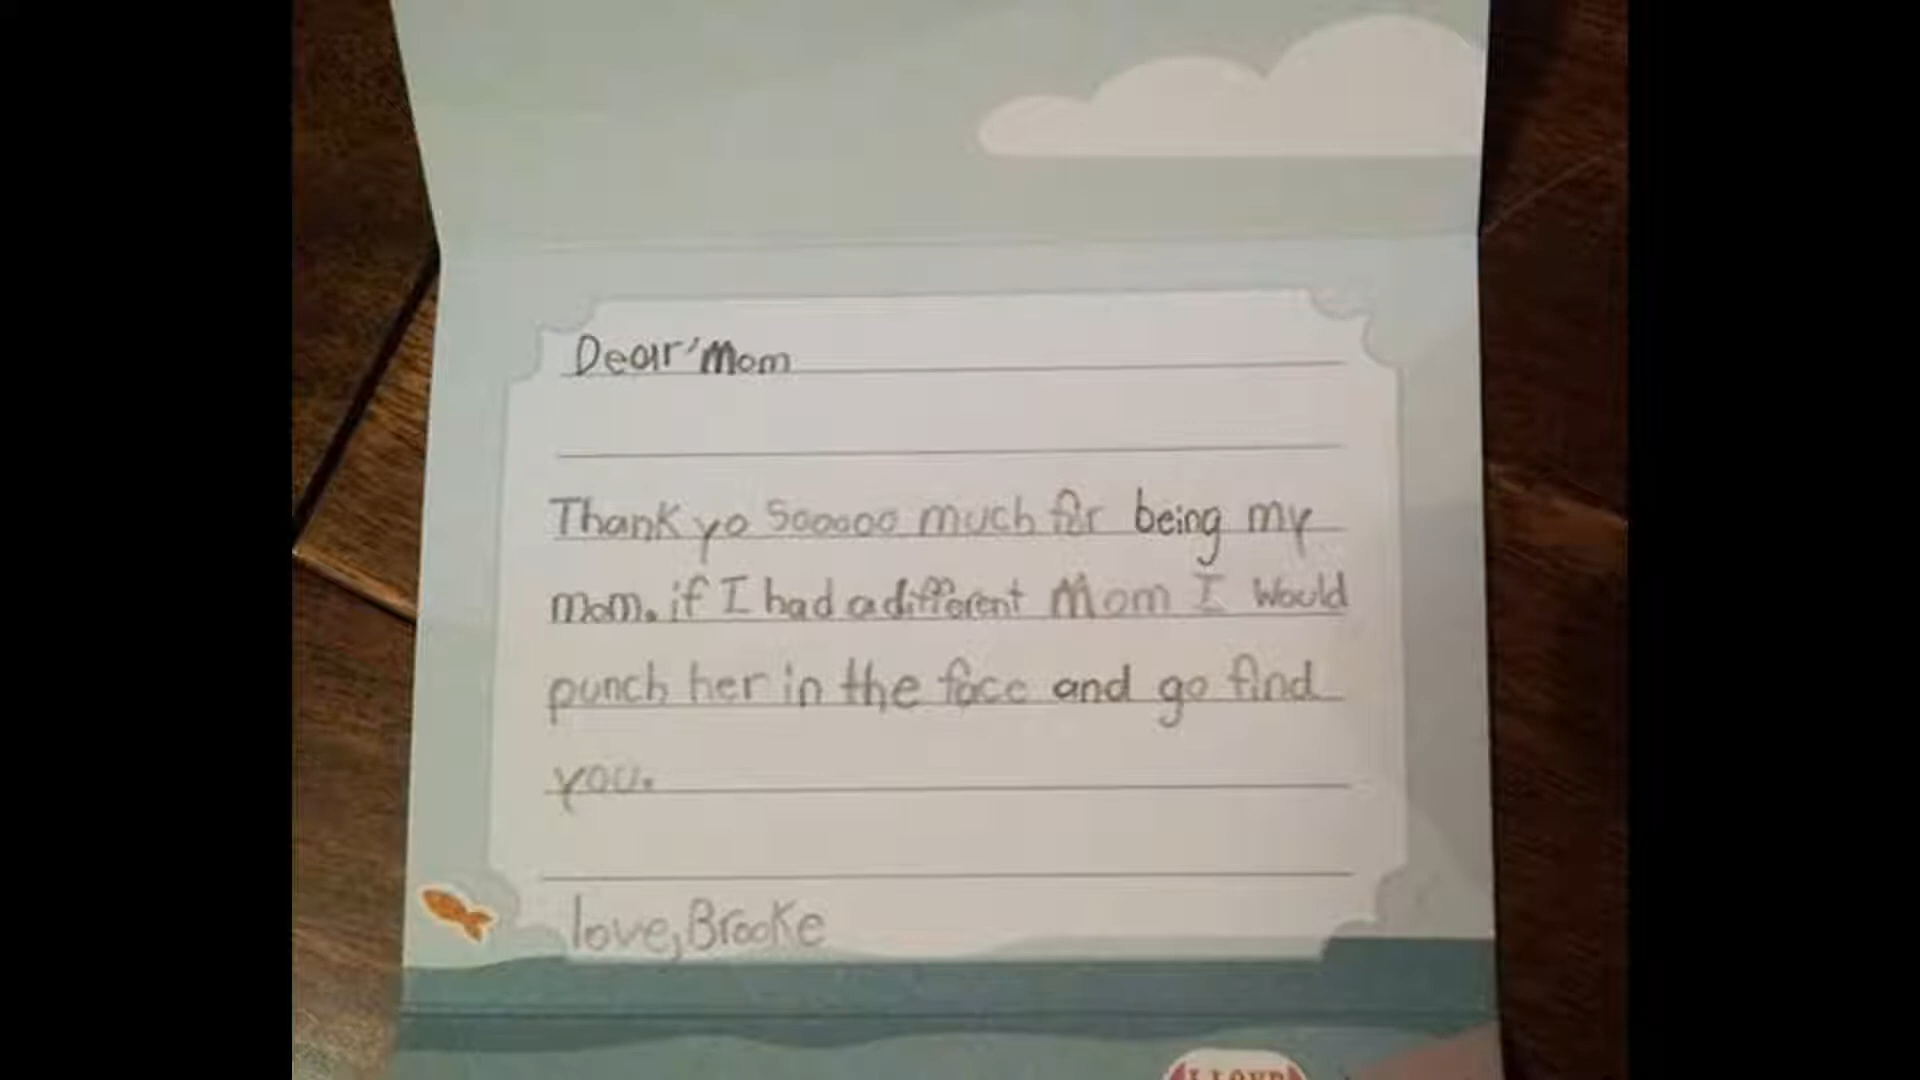 Dear'Mom
Thank yo Sooooo much for being my
mom. if I had a different Mom I Would
punch her in the face and go find
you.
love, Brooke